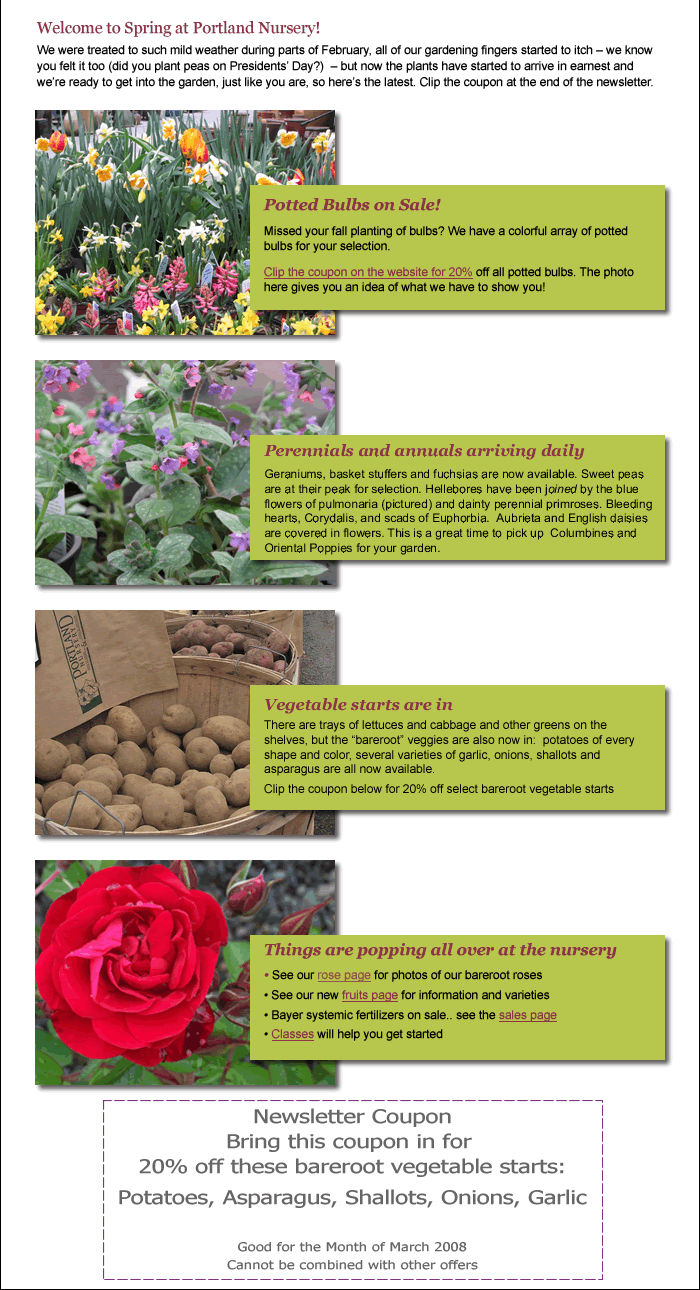 Welcome to Spring at Portland Nursery!
We were treated to such mild weather during parts of February, all of our gardening fingers started to itch – we know
you felt it too (did you plant peas on Presidents' Day?)  – but now the plants have started to arrive in earnest and
we're ready to get into the garden, just like you are, so here's the latest. Clip the coupon at the end of the newsletter.
Potted Bulbs on Sale!
Missed your fall planting of bulbs? We have a colorful array of potted
bulbs for your selection.
Clip the coupon on the website for 20% off all potted bulbs. The photo
here gives you an idea of what we have to show you!
Perennials and annuals arriving daily
Geraniums, basket stuffers and fuchsias are now available. Sweet peas
are at their peak for selection. Hellebores have been joined by the blue
flowers of pulmonaria (pictured) and dainty perennial primroses. Bleeding
hearts, Corydalis, and scads of Euphorbia.  Aubrieta and English daisies
are covered in flowers. This is a great time to pick up  Columbines and
Oriental Poppies for your garden.
PORTLAND
NURSERY
Vegetable starts are in
There are trays of lettuces and cabbage and other greens on the
shelves, but the “bareroot” veggies are also now in:  potatoes of every
shape and color, several varieties of garlic, onions, shallots and
asparagus are all now available.
Clip the coupon below for 20% off select bareroot vegetable starts
Things are popping all over at the nursery
• See our rose page for photos of our bareroot roses
• See our new fruits page for information and varieties
• Bayer systemic fertilizers on sale.. see the sales page
• Classes will help you get started
Newsletter Coupon
Bring this coupon in for
20% off these bareroot vegetable starts:
Potatoes, Asparagus, Shallots, Onions, Garlic
Good for the Month of March 2008
Cannot be combined with other offers